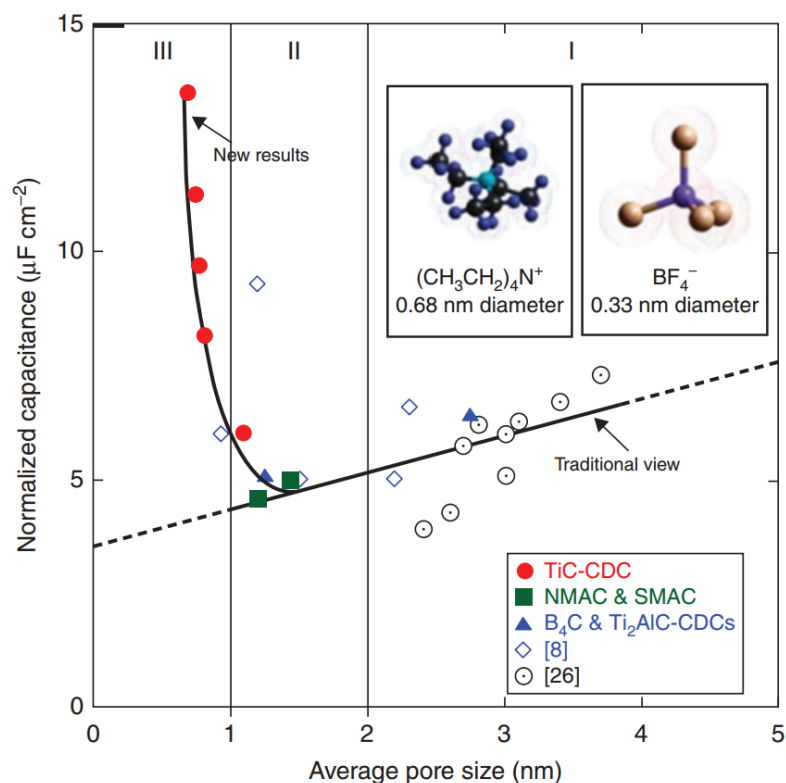 15
III
II
I
New results
(CH₃CH₂)₄N⁺
0.68 nm diameter
BF₄⁻
0.33 nm diameter
10
Normalized capacitance (μF cm⁻²)
Traditional view
5
TiC-CDC
NMAC & SMAC
B₄C & Ti₂AlC-CDCs
[8]
[26]
0
0 1 2 3 4 5
Average pore size (nm)